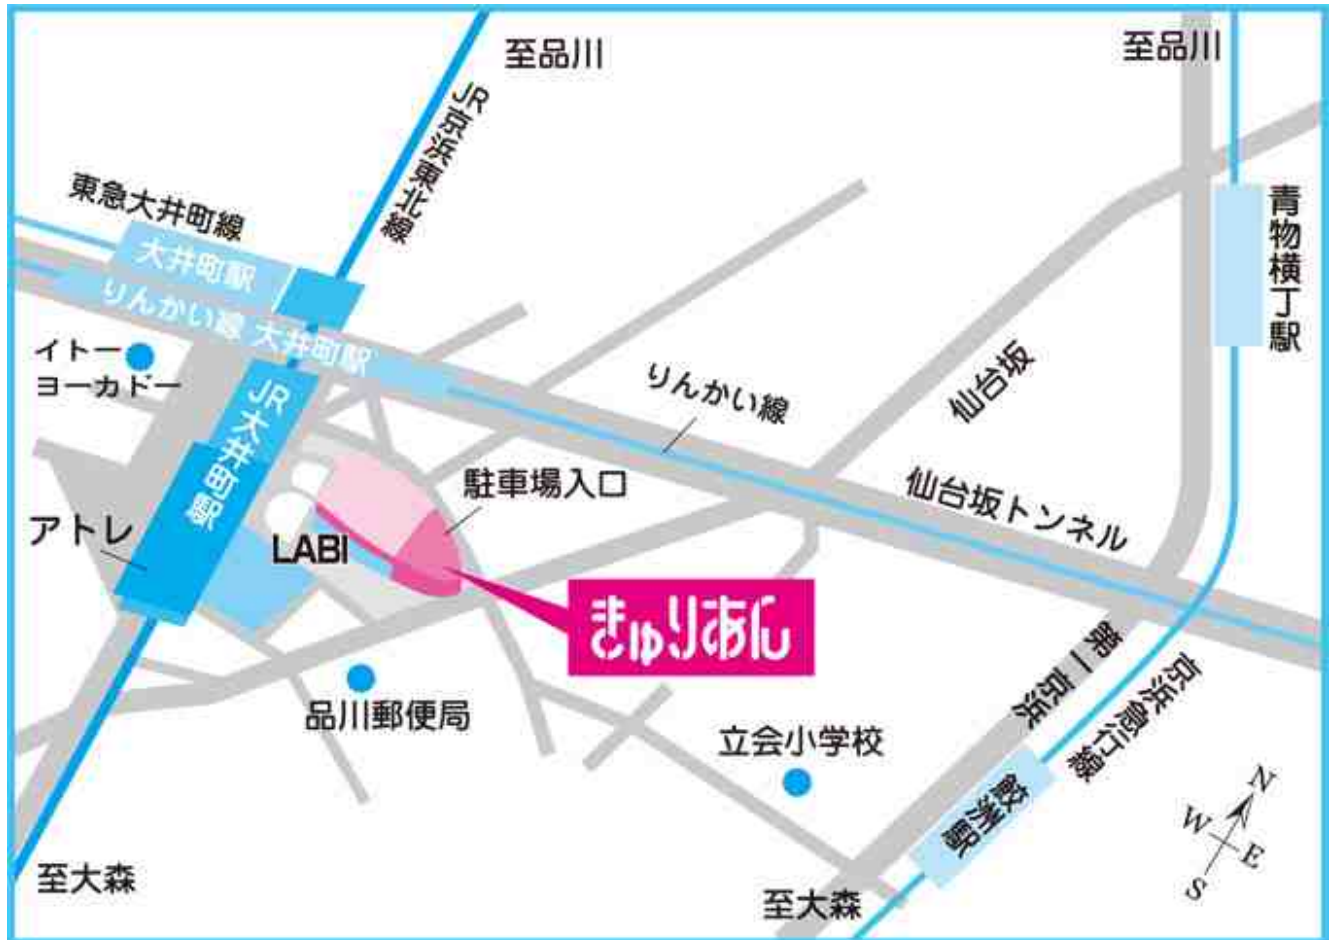 至品川
至品川
JR京浜東北線
東急大井町線
大井町駅
りんかい線 大井町駅
青物横丁駅
イトー
ヨーカドー
JR大井町駅
りんかい線
仙台坂
駐車場入口
仙台坂トンネル
アトレ
LABI
きゅりあん
第一京浜
京浜急行線
品川郵便局
立会小学校
鮫洲駅
N
W
E
S
至大森
至大森